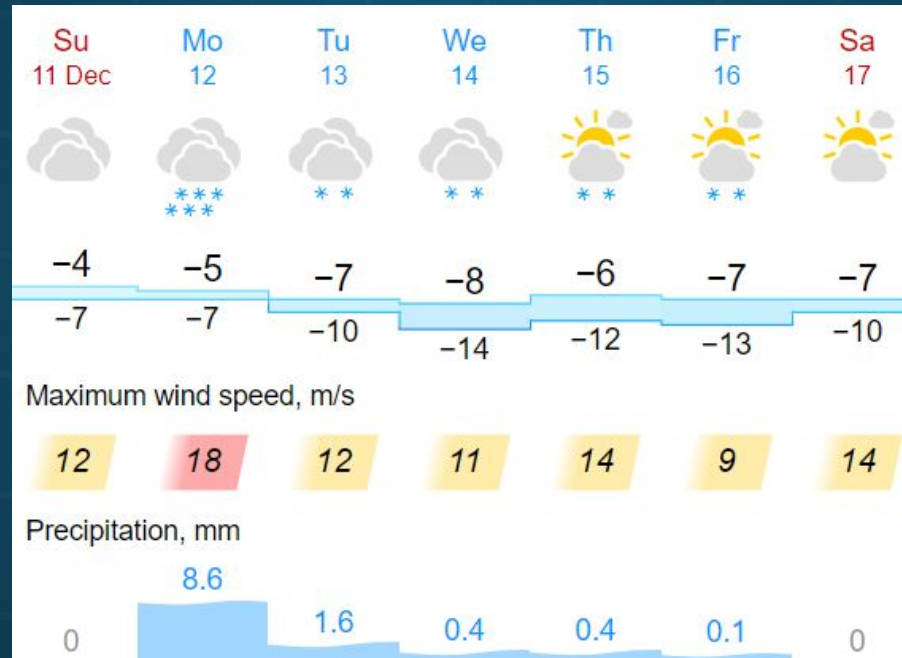 Su Mo Tu We Th Fr Sa
11 Dec 12 13 14 15 16 17
−4 −5 −7 −8 −6 −7 −7
−7 −7 −10 −14 −12 −13 −10
Maximum wind speed, m/s
12 18 12 11 14 9 14
Precipitation, mm
0 8.6 1.6 0.4 0.4 0.1 0